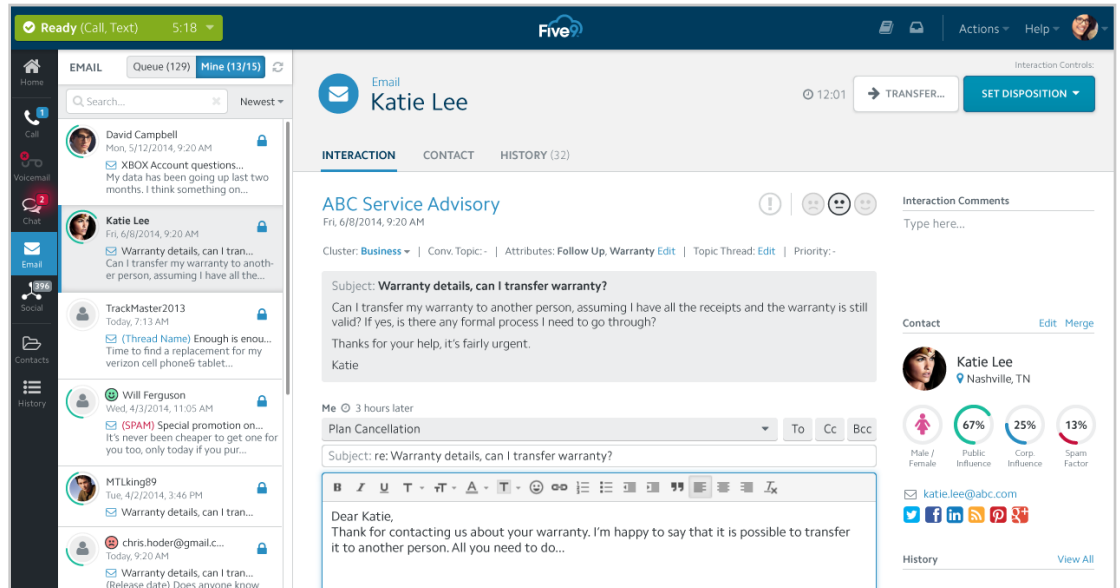 Ready (Call, Text) 5:18
Five9
Actions
Help
Home
Call
1
Voicemail
Chat
2
Email
Social
396
Contacts
History
EMAIL
Queue (129)
Mine (13/15)
Search...
Newest
David Campbell
Mon, 5/12/2014, 9:20 AM
XBOX Account questions...
My data has been going up last two
months. I think something on...
Katie Lee
Fri, 6/8/2014, 9:20 AM
Warranty details, can I tran...
Can I transfer my warranty to anoth-
er person, assuming I have all the...
TrackMaster2013
Today, 7:13 AM
(Thread Name) Enough is enou...
Time to find a replacement for my
verizon cell phone& tablet...
Will Ferguson
Wed, 4/3/2014, 11:05 AM
(SPAM) Special promotion on...
It's never been cheaper to get one for
you too, only today if you pur...
MTLking89
Tue, 4/2/2014, 3:46 PM
Warranty details, can I tran...
chris.hoder@gmail.c...
Today, 9:20 AM
Warranty details, can I tran...
(Release date) Does anyone know
Email
Katie Lee
Interaction Controls:
12:01
TRANSFER...
SET DISPOSITION
INTERACTION
CONTACT
HISTORY (32)
ABC Service Advisory
Fri, 6/8/2014, 9:20 AM
Cluster: Business | Conv. Topic: - | Attributes: Follow Up, Warranty Edit | Topic Thread: Edit | Priority: -
Subject: Warranty details, can I transfer warranty?
Can I transfer my warranty to another person, assuming I have all the receipts and the warranty is still
valid? If yes, is there any formal process I need to go through?
Thanks for your help, it's fairly urgent.
Katie
Me 3 hours later
Plan Cancellation
To
Cc
Bcc
Subject: re: Warranty details, can I transfer warranty?
B I U T T A T
Dear Katie,
Thank for contacting us about your warranty. I'm happy to say that it is possible to transfer
it to another person. All you need to do...
Interaction Comments
Type here...
Contact
Edit Merge
Katie Lee
Nashville, TN
67%
25%
13%
Male /
Female
Public
Influence
Corp.
Influence
Spam
Factor
katie.lee@abc.com
History
View All